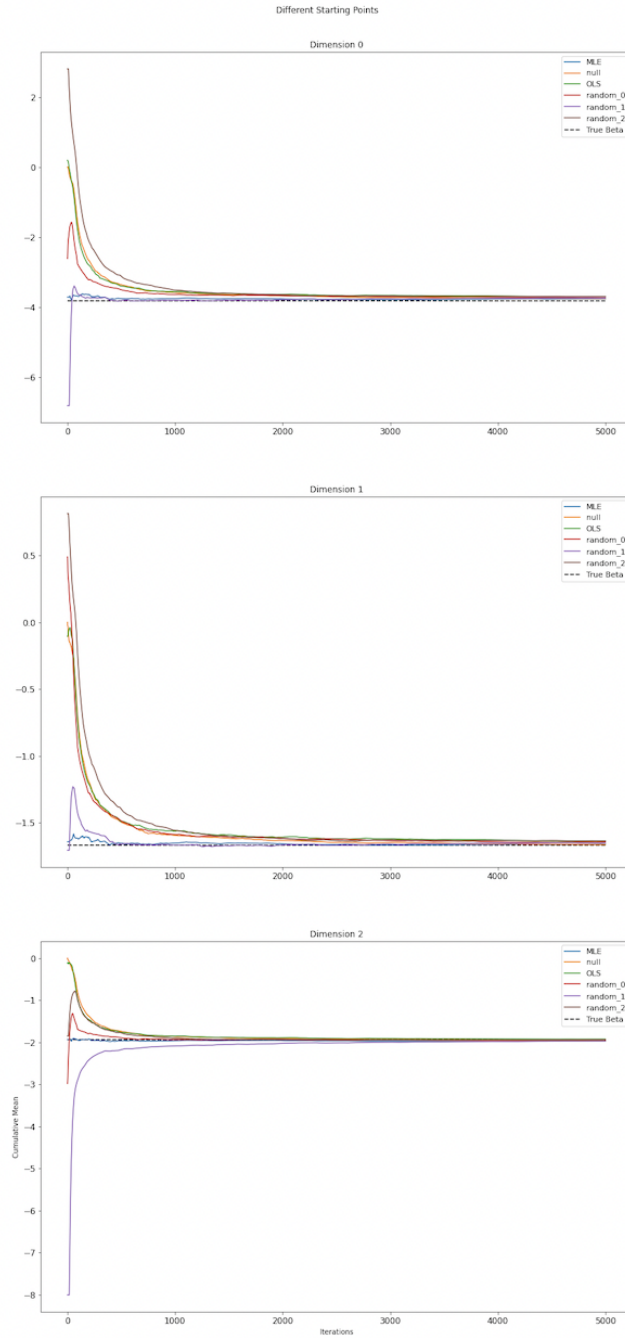 Different Starting Points
Dimension 0
MLE
null
OLS
random_0
random_1
random_2
True Beta
2
0
−2
−4
−6
0
1000
2000
3000
4000
5000
Dimension 1
MLE
null
OLS
random_0
random_1
random_2
True Beta
0.5
0.0
−0.5
−1.0
−1.5
0
1000
2000
3000
4000
5000
Dimension 2
MLE
null
OLS
random_0
random_1
random_2
True Beta
0
−1
−2
−3
−4
−5
−6
−7
−8
Cumulative Mean
0
1000
2000
3000
4000
5000
Iterations